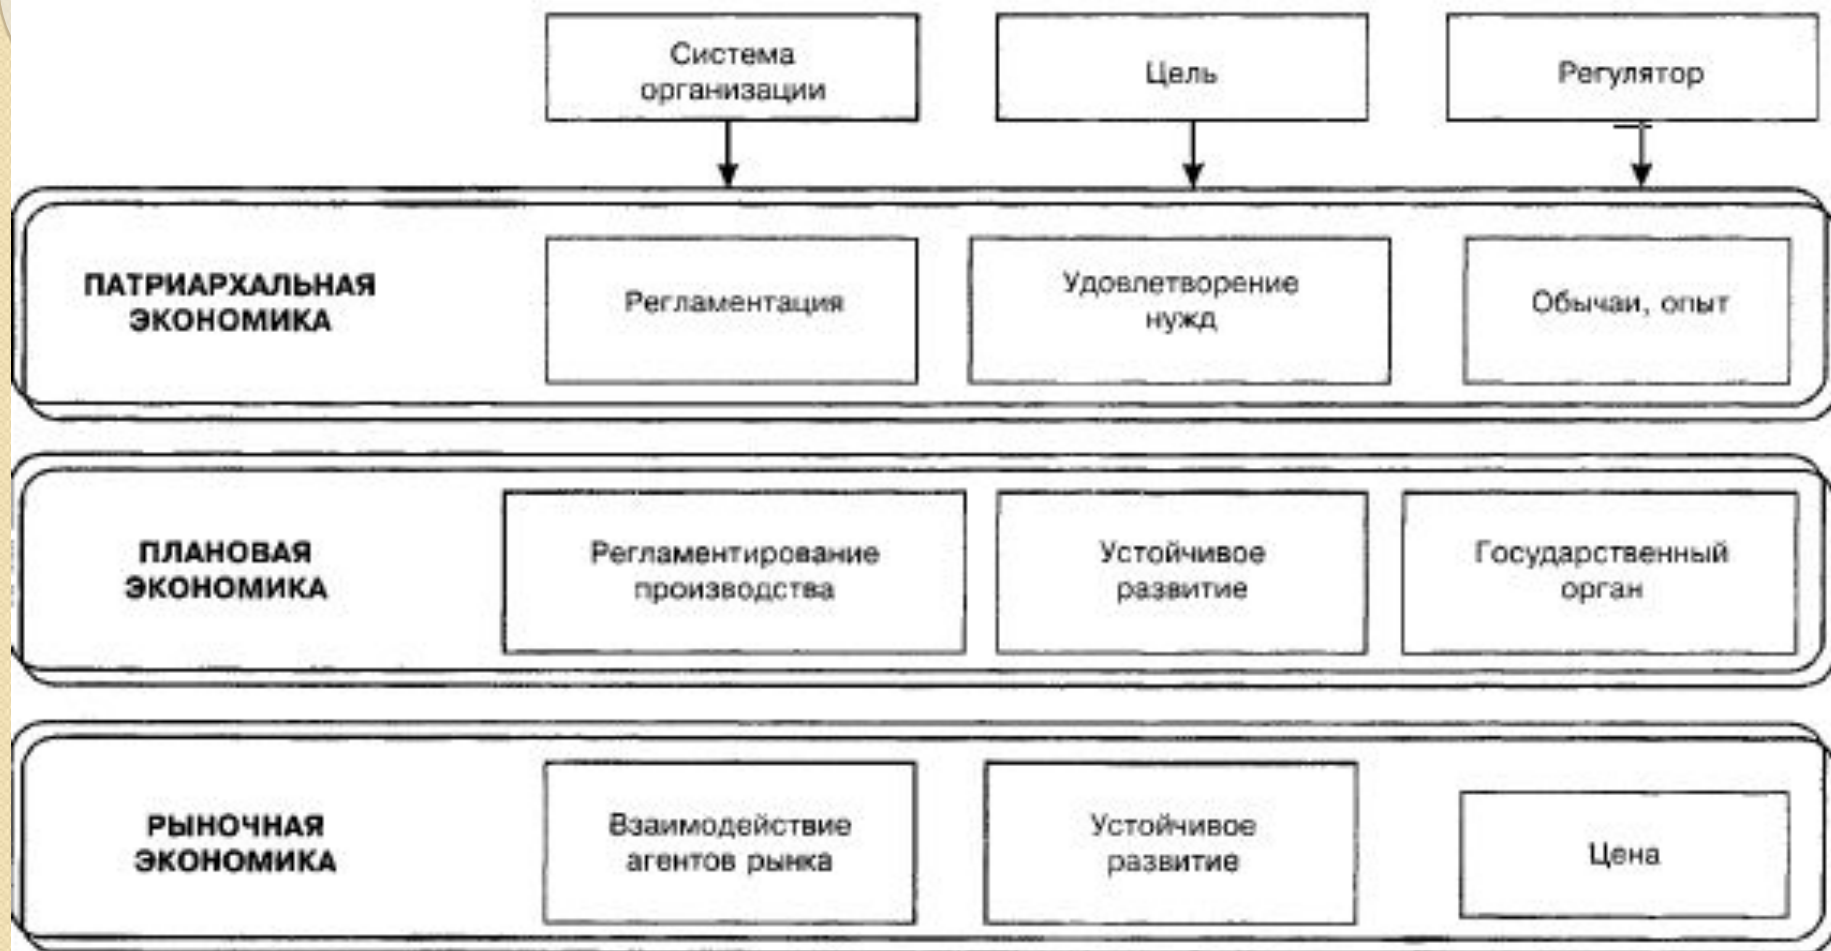 Система
организации
Цель
Регулятор
ПАТРИАРХАЛЬНАЯ
ЭКОНОМИКА
Регламентация
Удовлетворение
нужд
Обычаи, опыт
ПЛАНОВАЯ
ЭКОНОМИКА
Регламентирование
производства
Устойчивое
развитие
Государственный
орган
РЫНОЧНАЯ
ЭКОНОМИКА
Взаимодействие
агентов рынка
Устойчивое
развитие
Цена